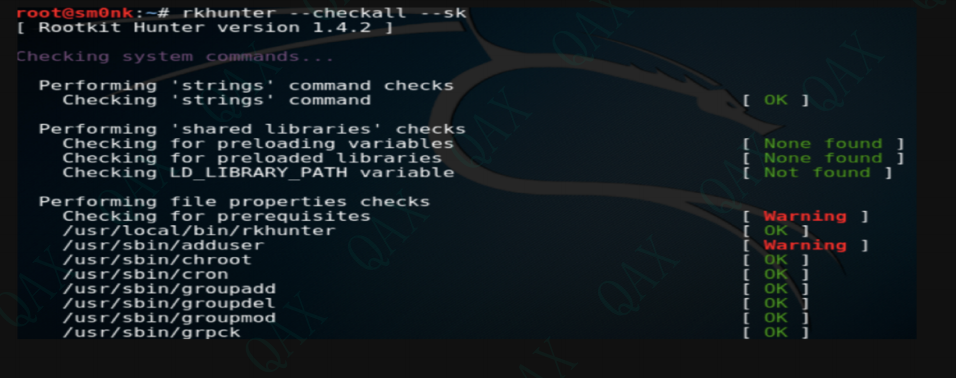 root@sm0nk:~# rkhunter --checkall --sk
[ Rootkit Hunter version 1.4.2 ]
Checking system commands...
Performing 'strings' command checks
Checking 'strings' command [ OK ]
Performing 'shared libraries' checks
Checking for preloading variables [ None found ]
Checking for preloaded libraries [ None found ]
Checking LD_LIBRARY_PATH variable [ Not found ]
Performing file properties checks
Checking for prerequisites [ Warning ]
/usr/local/bin/rkhunter [ OK ]
/usr/sbin/adduser [ Warning ]
/usr/sbin/chroot [ OK ]
/usr/sbin/cron [ OK ]
/usr/sbin/groupadd [ OK ]
/usr/sbin/groupdel [ OK ]
/usr/sbin/groupmod [ OK ]
/usr/sbin/grpck [ OK ]
QAX
QAX
QAX
QAX
QAX
QAX
QAX
QAX